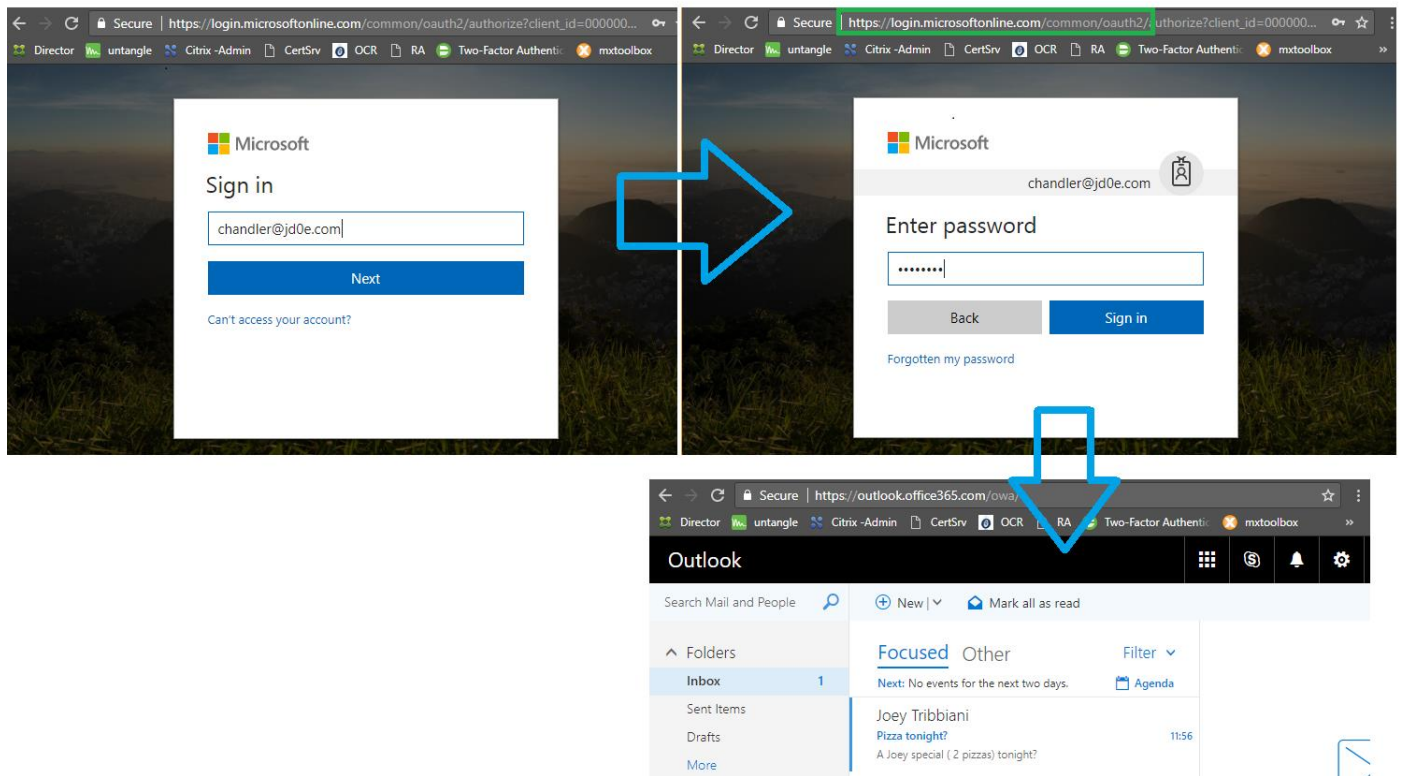 Secure | https://login.microsoftonline.com/common/oauth2/authorize?client_id=000000...
Director untangle Citrix -Admin CertSrv OCR RA Two-Factor Authentic mxtoolbox
Microsoft
Sign in
chandler@jd0e.com
Next
Can't access your account?
Secure | https://login.microsoftonline.com/common/oauth2/authorize?client_id=000000...
Director untangle Citrix -Admin CertSrv OCR RA Two-Factor Authentic mxtoolbox »
Microsoft
chandler@jd0e.com
Enter password
••••••••
Back Sign in
Forgotten my password
Secure | https://outlook.office365.com/owa/
Director untangle Citrix -Admin CertSrv OCR RA Two-Factor Authentic mxtoolbox »
Outlook
Search Mail and People New | Mark all as read
Folders
Inbox 1
Sent Items
Drafts
More
Focused Other Filter
Next: No events for the next two days. Agenda
Joey Tribbiani
Pizza tonight? 11:56
A Joey special ( 2 pizzas) tonight?